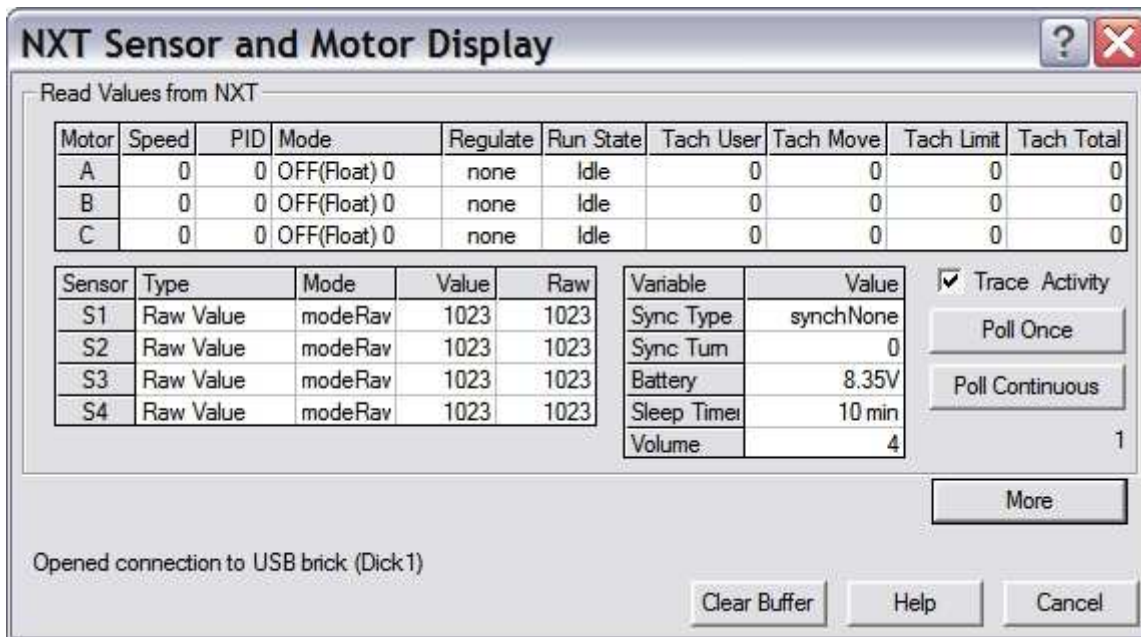 NXT Sensor and Motor Display
?
Read Values from NXT
Motor Speed PID Mode Regulate Run State Tach User Tach Move Tach Limit Tach Total
A 0 0 OFF(Float) 0 none Idle 0 0 0 0
B 0 0 OFF(Float) 0 none Idle 0 0 0 0
C 0 0 OFF(Float) 0 none Idle 0 0 0 0
Sensor Type Mode Value Raw
S1 Raw Value modeRav 1023 1023
S2 Raw Value modeRav 1023 1023
S3 Raw Value modeRav 1023 1023
S4 Raw Value modeRav 1023 1023
Variable Value
Sync Type synchNone
Sync Turn 0
Battery 8.35V
Sleep Timer 10 min
Volume 4
Trace Activity
Poll Once
Poll Continuous
1
More
Opened connection to USB brick (Dick1)
Clear Buffer Help Cancel